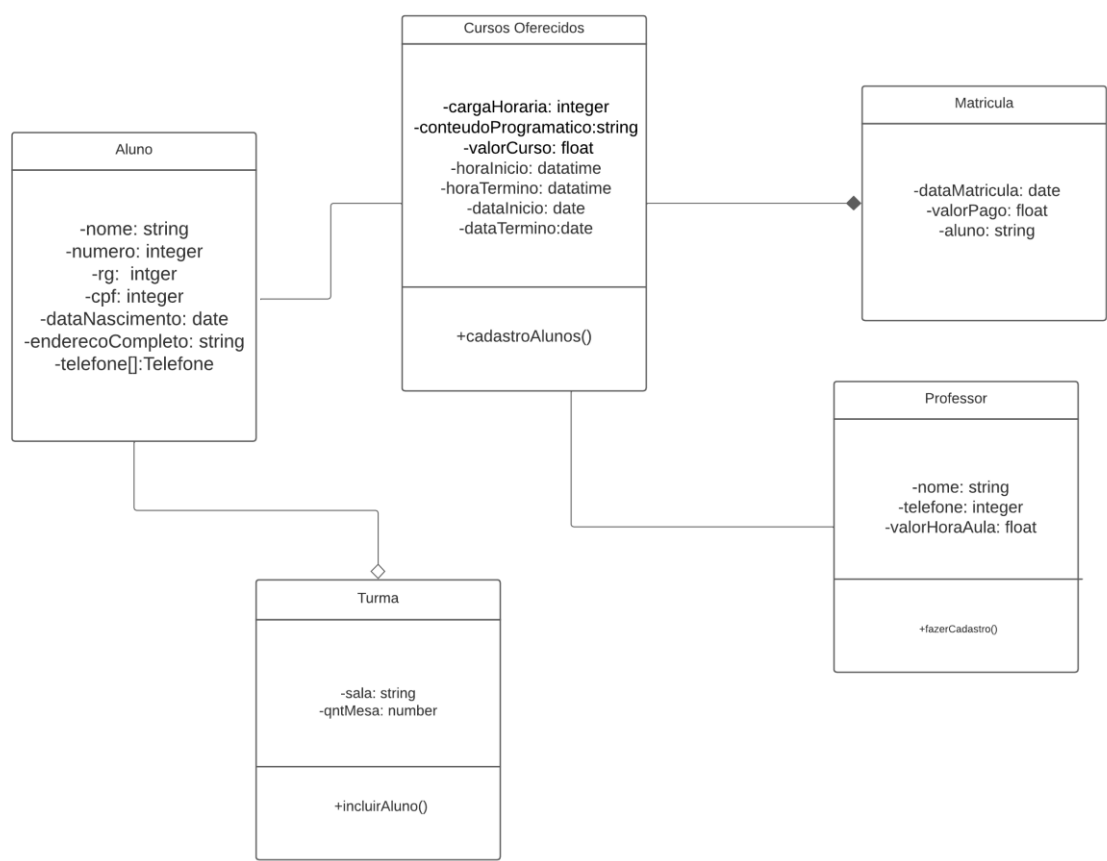 Cursos Oferecidos
-cargaHoraria: integer
-conteudoProgramatico:string
-valorCurso: float
-horaInicio: datatime
-horaTermino: datatime
-dataInicio: date
-dataTermino:date
+cadastroAlunos()
Matricula
-dataMatricula: date
-valorPago: float
-aluno: string
Aluno
-nome: string
-numero: integer
-rg:  intger
-cpf: integer
-dataNascimento: date
-enderecoCompleto: string
-telefone[]:Telefone
Professor
-nome: string
-telefone: integer
-valorHoraAula: float
+fazerCadastro()
Turma
-sala: string
-qntMesa: number
+incluirAluno()